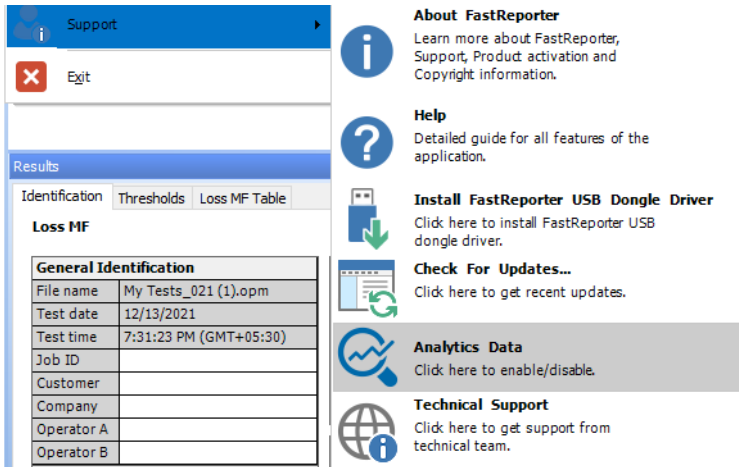 Support
Exit
Results
Identification Thresholds Loss MF Table
Loss MF
General Identification
File name My Tests_021 (1).opm
Test date 12/13/2021
Test time 7:31:23 PM (GMT+05:30)
Job ID
Customer
Company
Operator A
Operator B
About FastReporter
Learn more about FastReporter,
Support, Product activation and
Copyright information.
Help
Detailed guide for all features of the
application.
Install FastReporter USB Dongle Driver
Click here to install FastReporter USB
dongle driver.
Check For Updates...
Click here to get recent updates.
Analytics Data
Click here to enable/disable.
Technical Support
Click here to get support from
technical team.